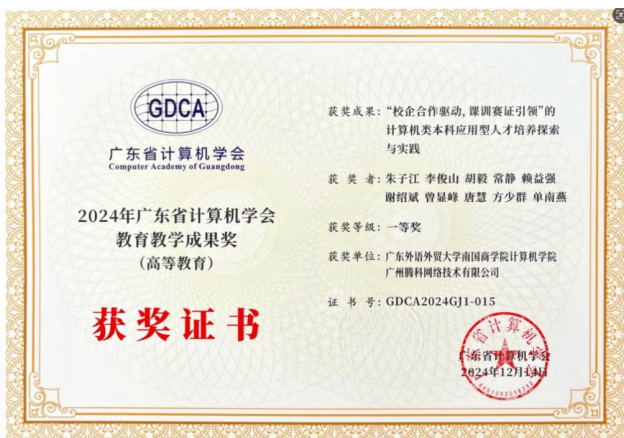 GDCA
广东省计算机学会
Computer Academy of Guangdong
2024年广东省计算机学会
教育教学成果奖
(高等教育)
获奖证书
获奖成果：“校企合作驱动,课训赛证引领”的
计算机类本科应用型人才培养探索
与实践
获奖者：朱子江 李俊山 胡毅 常静 赖益强
谢绍斌 曾显峰 唐慧 方少群 单南燕
获奖等级：一等奖
获奖单位：广东外语外贸大学南国商学院计算机学院
广州腾科网络技术有限公司
证书号：GDCA2024GJ1-015
广东省计算机学会
2024年12月14日